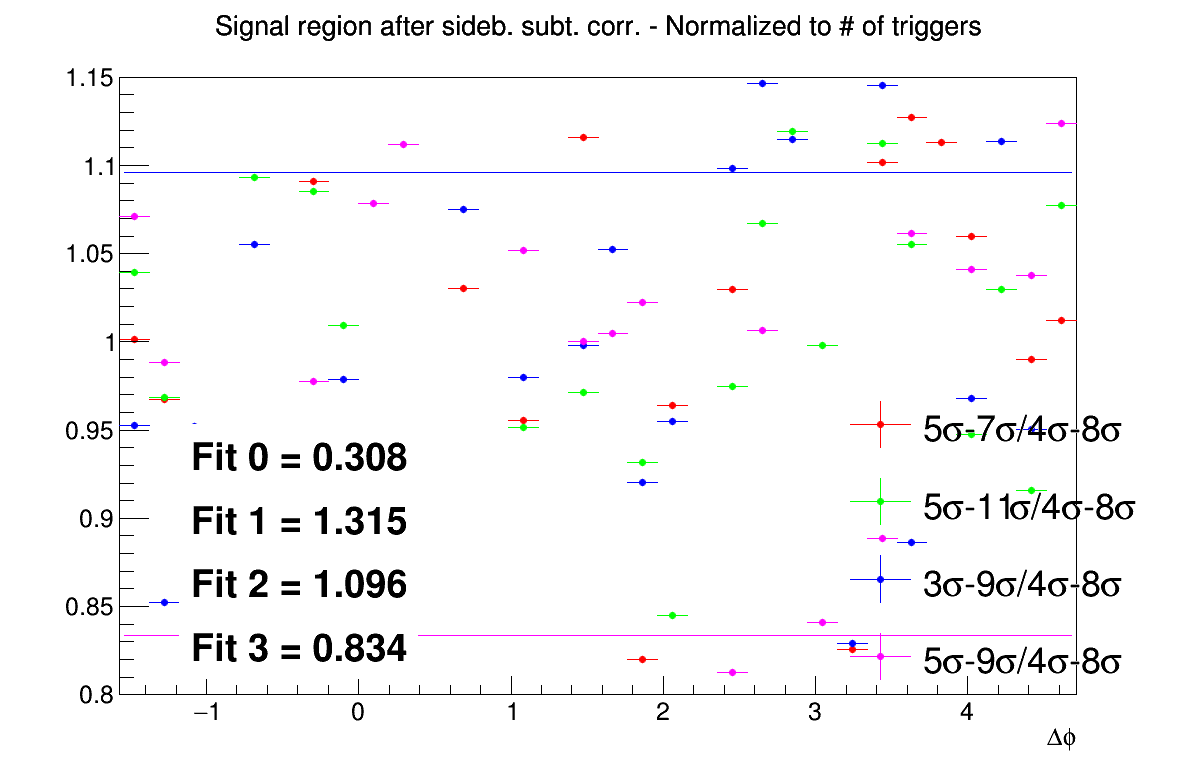 Signal region after sideb. subt. corr. - Normalized to # of triggers
1.15
1.1
1.05
1
0.95
0.9
0.85
0.8
Fit 0 = 0.308
Fit 1 = 1.315
Fit 2 = 1.096
Fit 3 = 0.834
5σ-7σ/4σ-8σ
5σ-11σ/4σ-8σ
3σ-9σ/4σ-8σ
5σ-9σ/4σ-8σ
−1 0 1 2 3 4
Δϕ